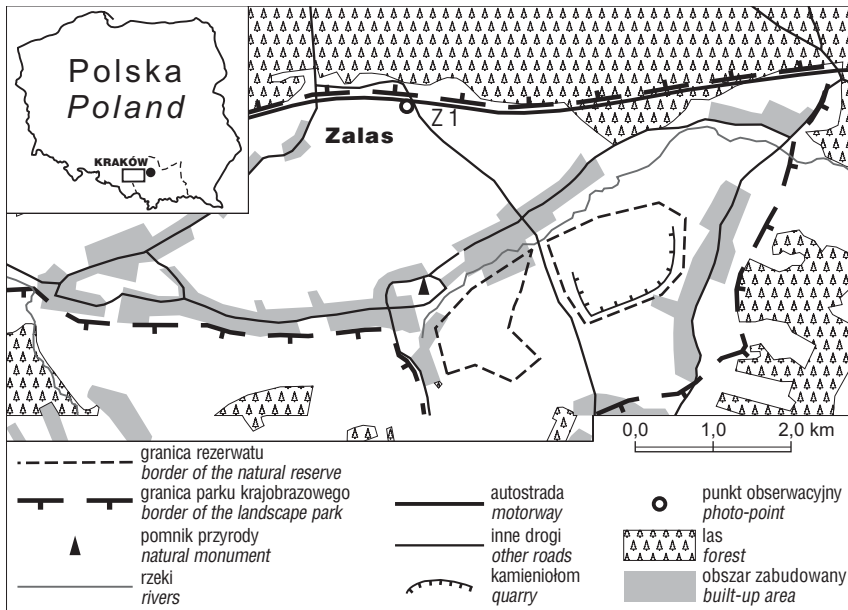 Polska
Poland
KRAKÓW
Zalas
Z1
0,0 1,0 2,0 km
granica rezerwatu
border of the natural reserve
granica parku krajobrazowego
border of the landscape park
pomnik przyrody
natural monument
rzeki
rivers
autostrada
motorway
inne drogi
other roads
kamieniołom
quarry
punkt obserwacyjny
photo-point
las
forest
obszar zabudowany
built-up area